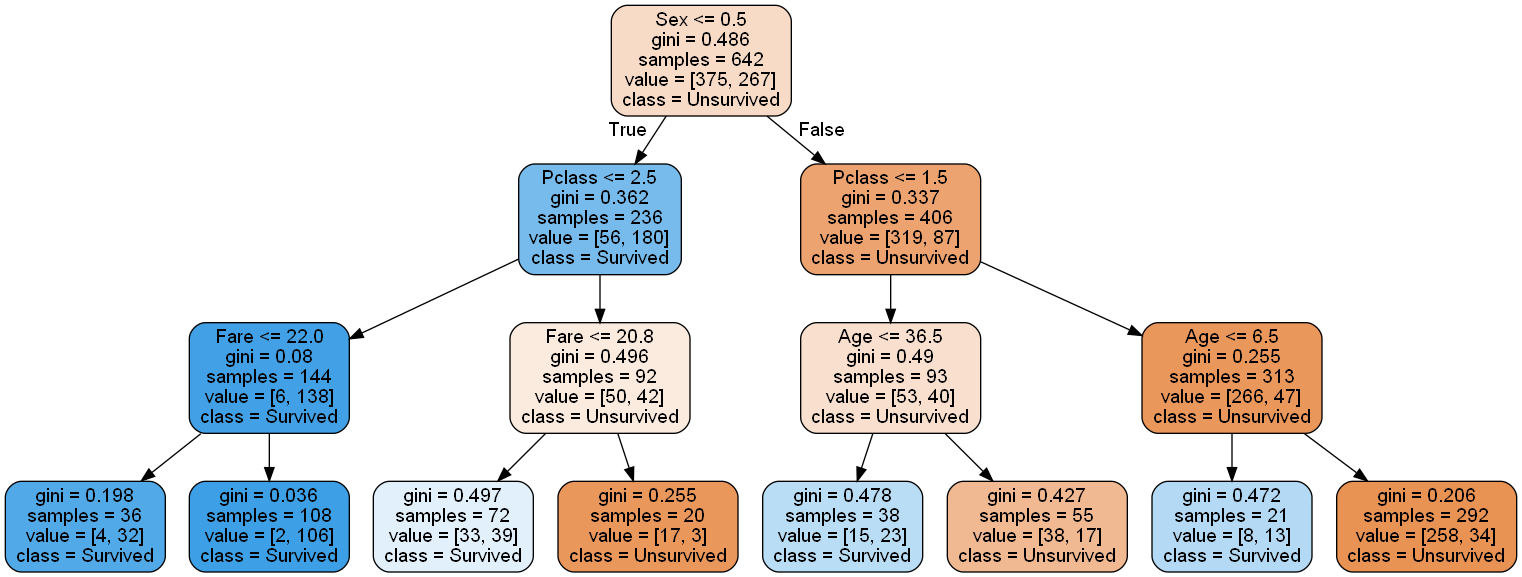 Sex <= 0.5
gini = 0.486
samples = 642
value = [375, 267]
class = Unsurvived
True
False
Pclass <= 2.5
gini = 0.362
samples = 236
value = [56, 180]
class = Survived
Pclass <= 1.5
gini = 0.337
samples = 406
value = [319, 87]
class = Unsurvived
Fare <= 22.0
gini = 0.08
samples = 144
value = [6, 138]
class = Survived
Fare <= 20.8
gini = 0.496
samples = 92
value = [50, 42]
class = Unsurvived
Age <= 36.5
gini = 0.49
samples = 93
value = [53, 40]
class = Unsurvived
Age <= 6.5
gini = 0.255
samples = 313
value = [266, 47]
class = Unsurvived
gini = 0.198
samples = 36
value = [4, 32]
class = Survived
gini = 0.036
samples = 108
value = [2, 106]
class = Survived
gini = 0.497
samples = 72
value = [33, 39]
class = Survived
gini = 0.255
samples = 20
value = [17, 3]
class = Unsurvived
gini = 0.478
samples = 38
value = [15, 23]
class = Survived
gini = 0.427
samples = 55
value = [38, 17]
class = Unsurvived
gini = 0.472
samples = 21
value = [8, 13]
class = Survived
gini = 0.206
samples = 292
value = [258, 34]
class = Unsurvived